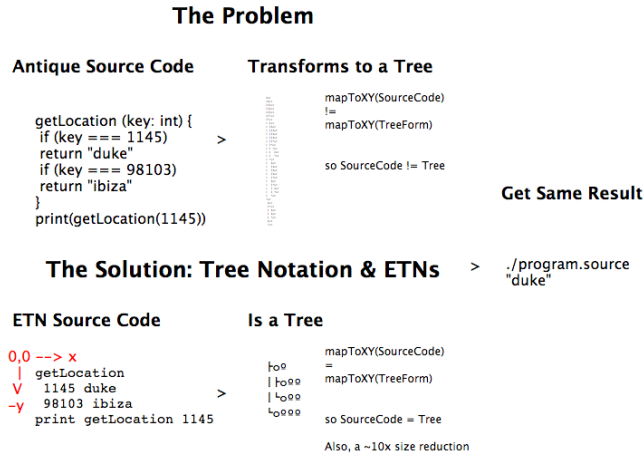 The Problem
Antique Source Code
Transforms to a Tree
getLocation (key: int) {
if (key === 1145)
return "duke"
if (key === 98103)
return "ibiza"
}
print(getLocation(1145))
>
mapToXY(SourceCode)
!=
mapToXY(TreeForm)
so SourceCode != Tree
Get Same Result
The Solution: Tree Notation & ETNs
>
./program.source
"duke"
ETN Source Code
Is a Tree
0,0 --> x
| getLocation
V 1145 duke
-y 98103 ibiza
print getLocation 1145
>
mapToXY(SourceCode)
=
mapToXY(TreeForm)
so SourceCode = Tree
Also, a ~10x size reduction